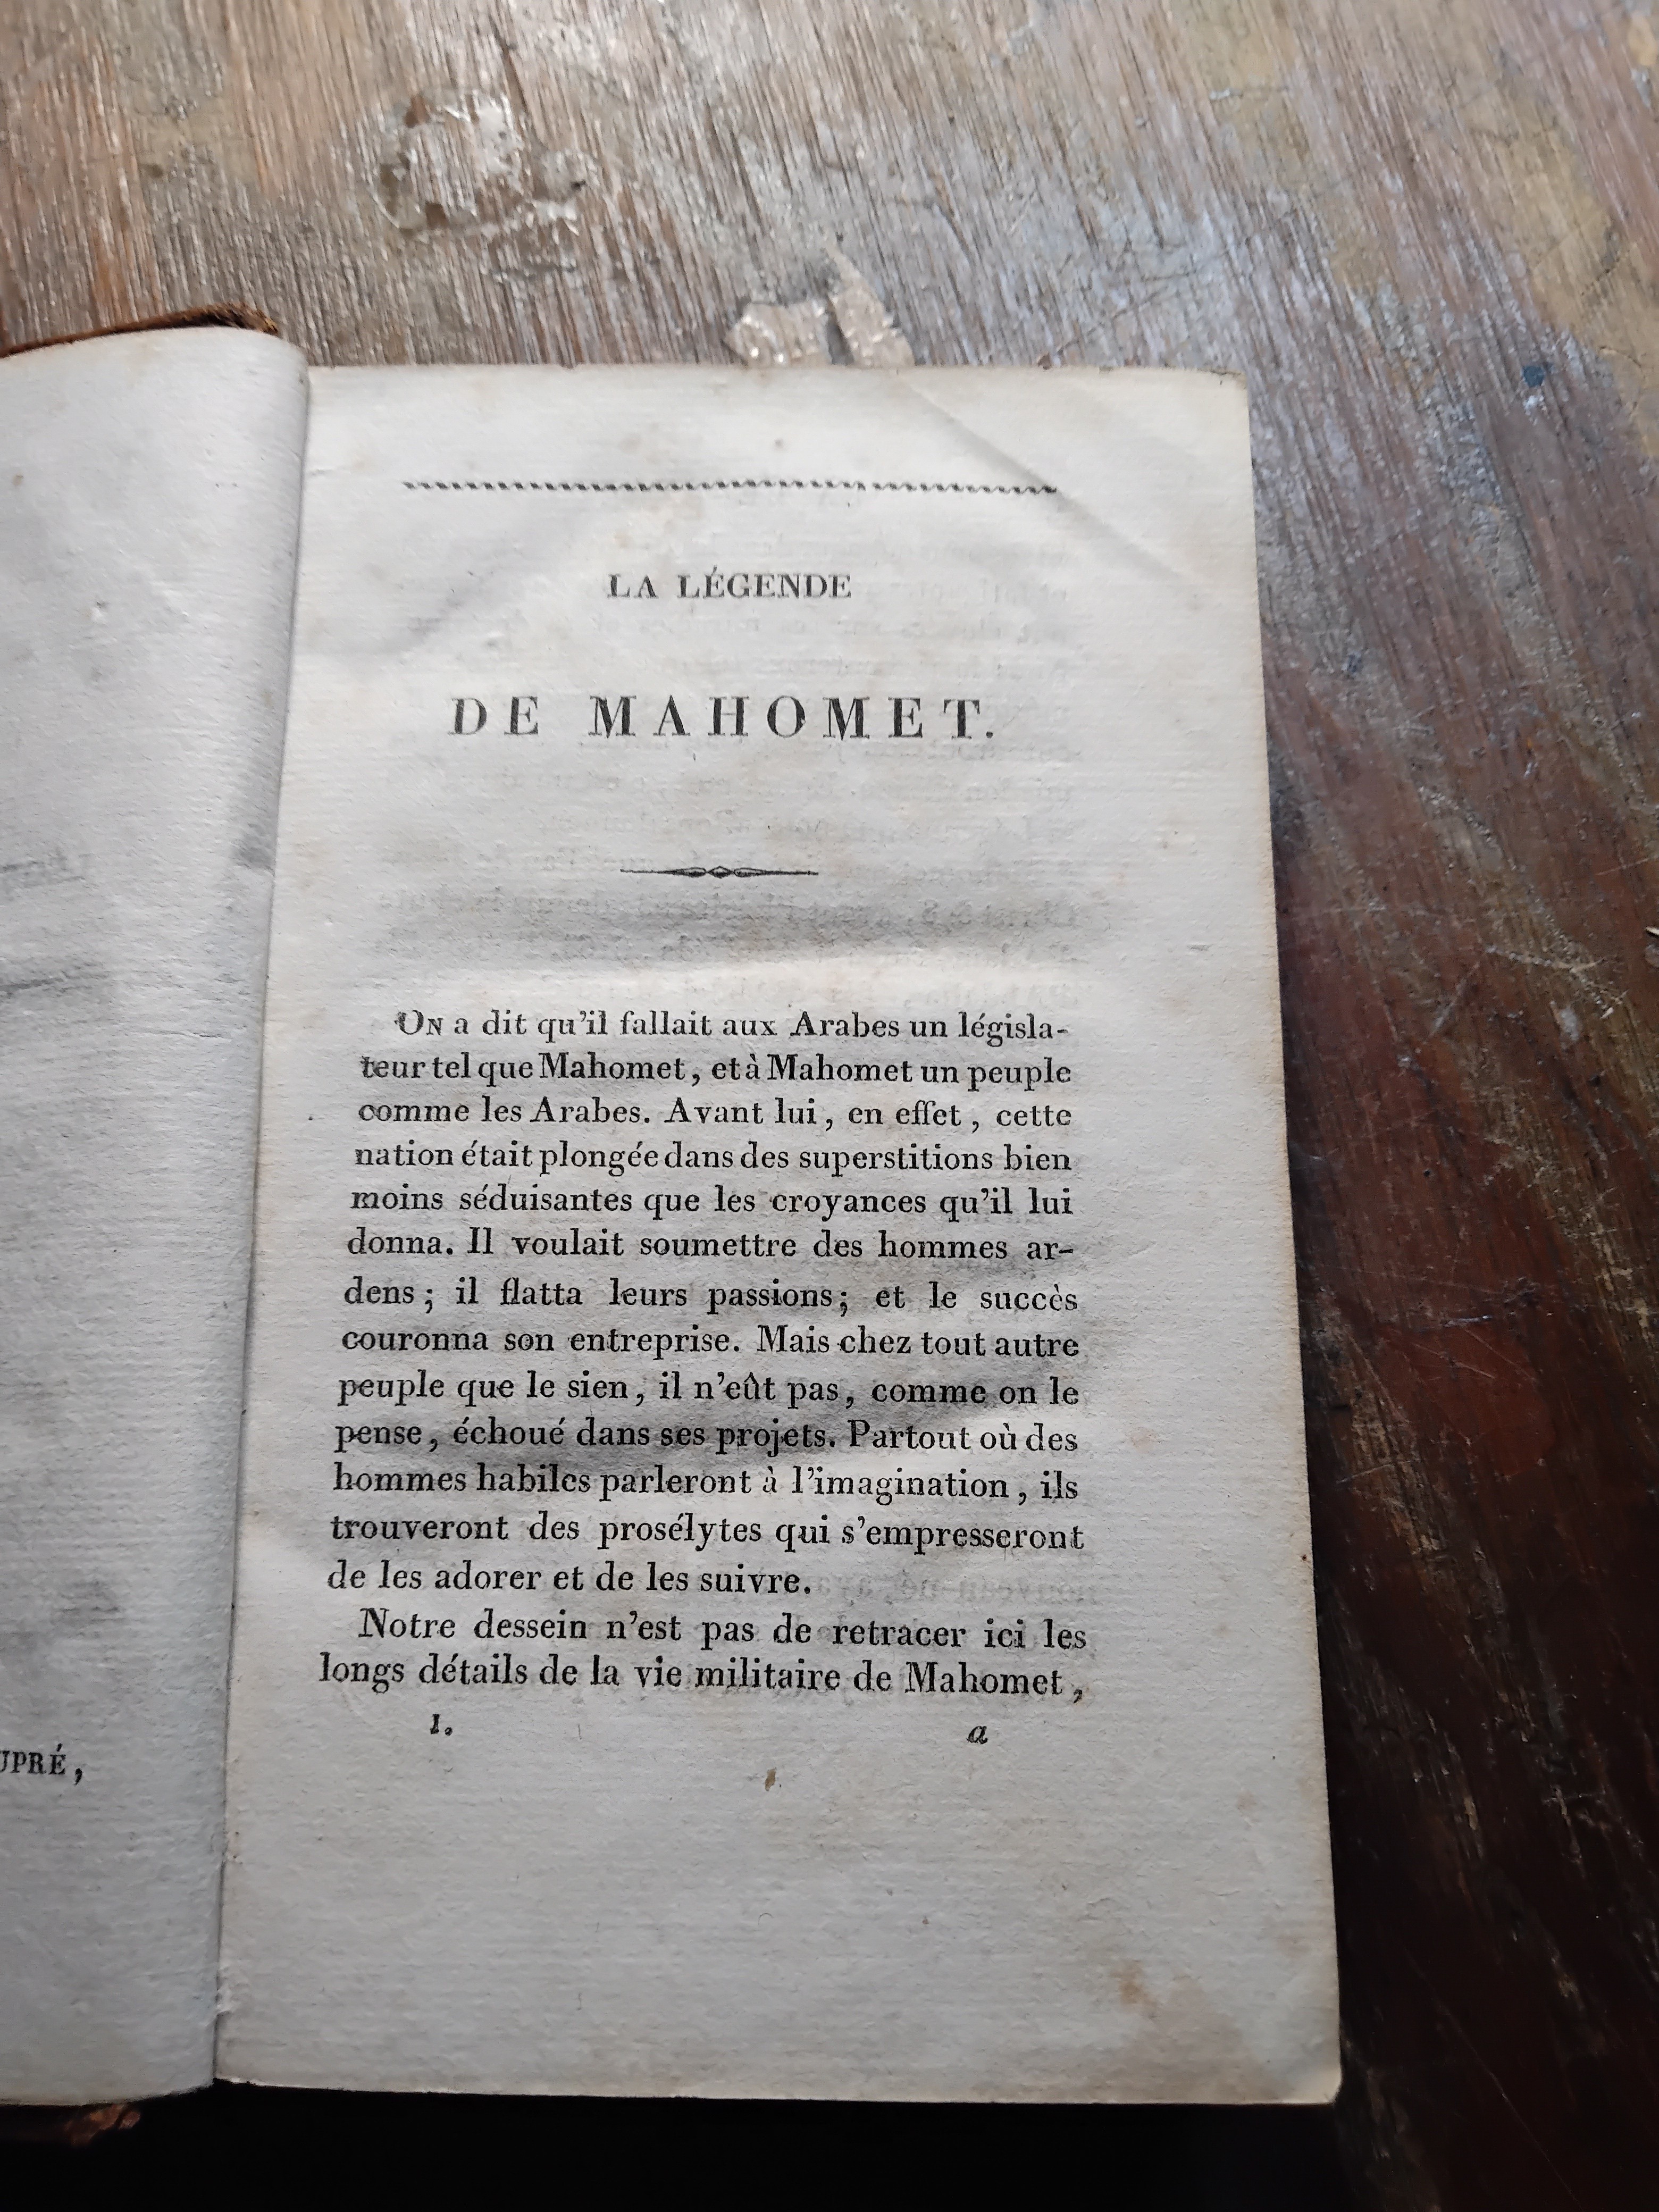 UPRÉ,
LA LÉGENDE
DE MAHOMET.
ON a dit qu'il fallait aux Arabes un législa-
teur tel que Mahomet, et à Mahomet un peuple
comme les Arabes. Avant lui, en effet, cette
nation était plongée dans des superstitions bien
moins séduisantes que les croyances qu'il lui
donna. Il voulait soumettre des hommes ar-
dens; il flatta leurs passions; et le succès
couronna son entreprise. Mais chez tout autre
peuple que le sien, il n'eût pas, comme on le
pense, échoué dans ses projets. Partout où des
hommes habiles parleront à l'imagination, ils
trouveront des prosélytes qui s'empresseront
de les adorer et de les suivre.
Notre dessein n'est pas de retracer ici les
longs détails de la vie militaire de Mahomet,
1. a